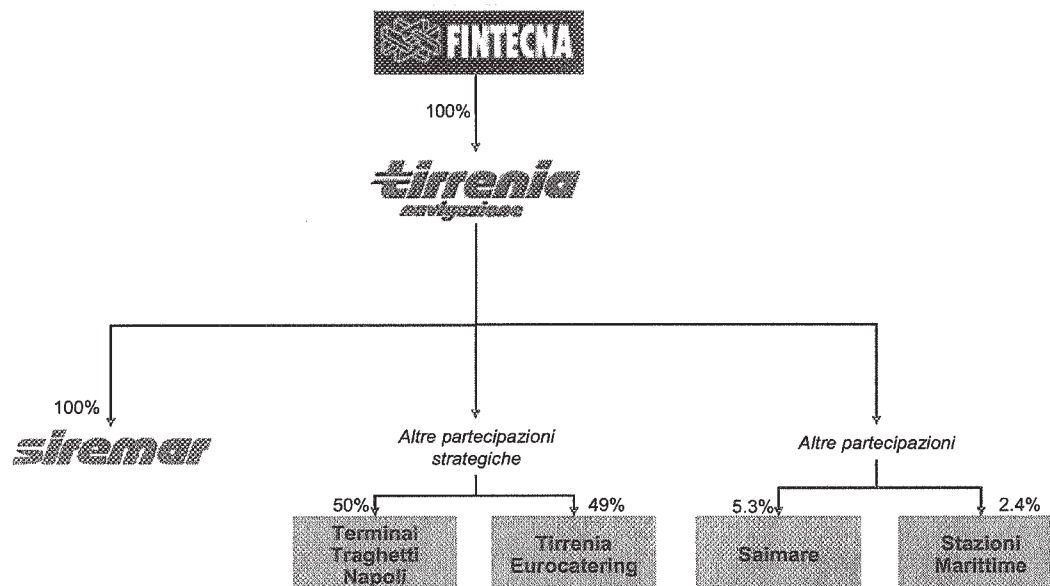 FINTECNA
100%
tirrenia
navigazione
100%
siremar
Altre partecipazioni
strategiche
Altre partecipazioni
50%
49%
5.3%
2.4%
Terminal
Traghetti
Napoli
Tirrenia
Eurocatering
Saimare
Stazioni
Marittime